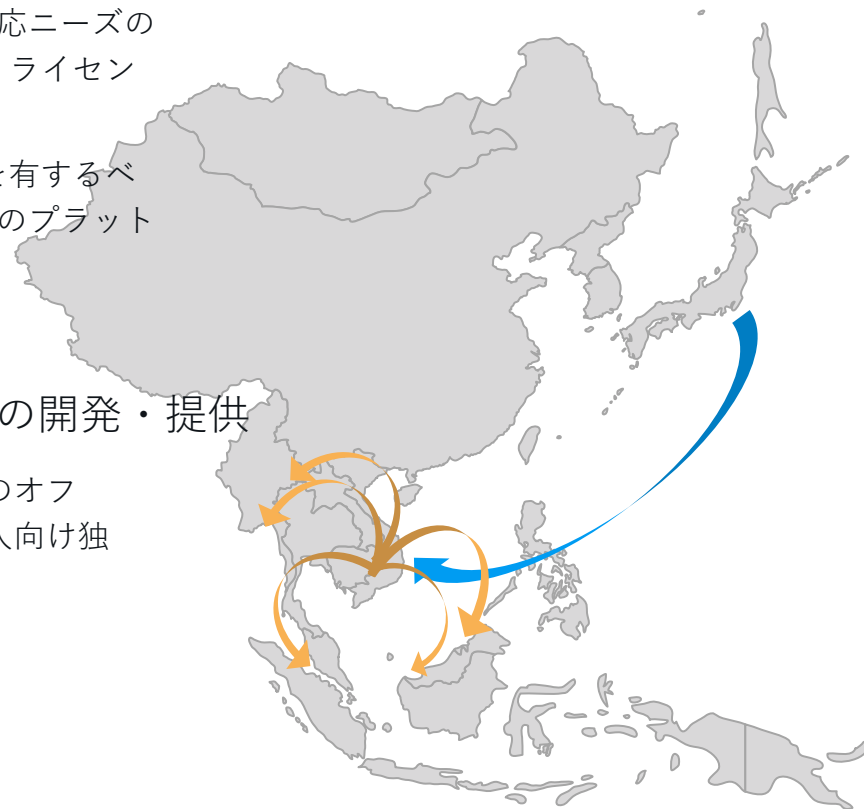 応ニーズの
ライセン
を有するベ
のプラット
の開発・提供
のオフ
人向け独